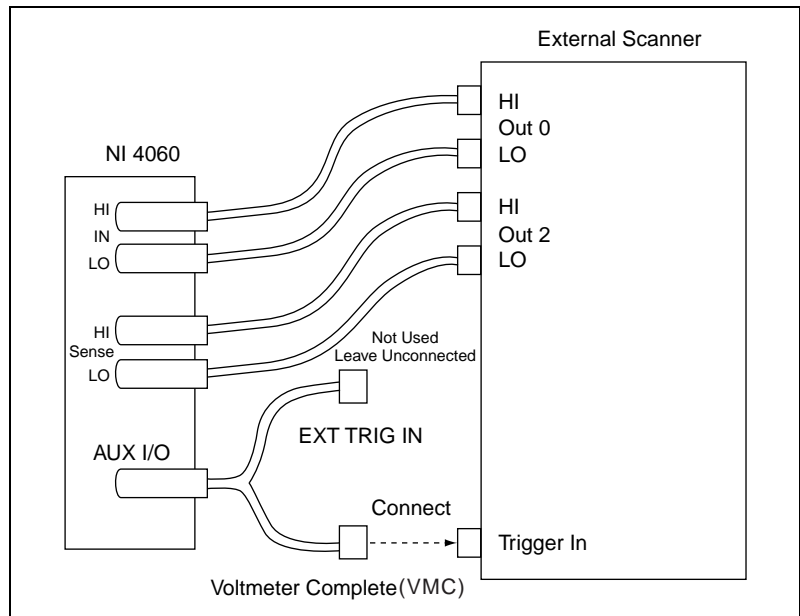 External Scanner
NI 4060
HI
IN
LO
HI
Sense
LO
AUX I/O
HI
Out 0
LO
HI
Out 2
LO
Not Used
Leave Unconnected
EXT TRIG IN
Connect
Trigger In
Voltmeter Complete(VMC)